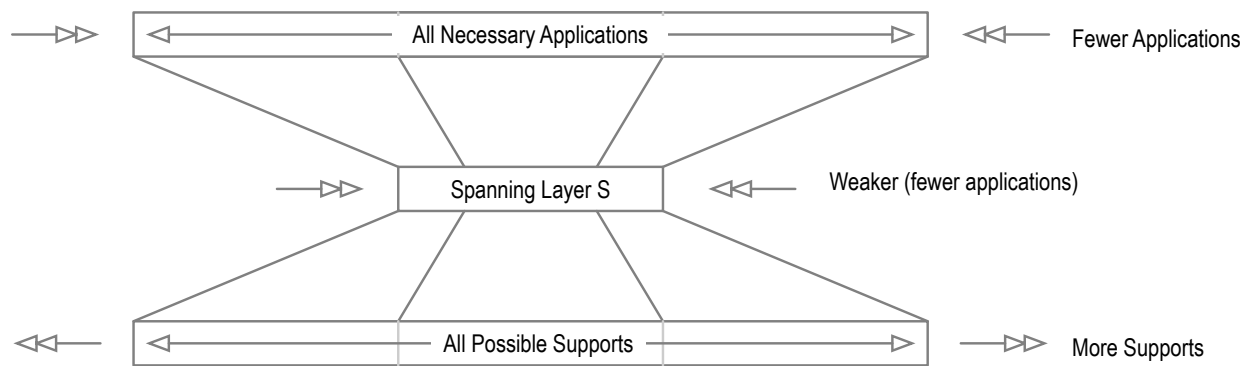 All Necessary Applications
Fewer Applications
Spanning Layer S
Weaker (fewer applications)
All Possible Supports
More Supports